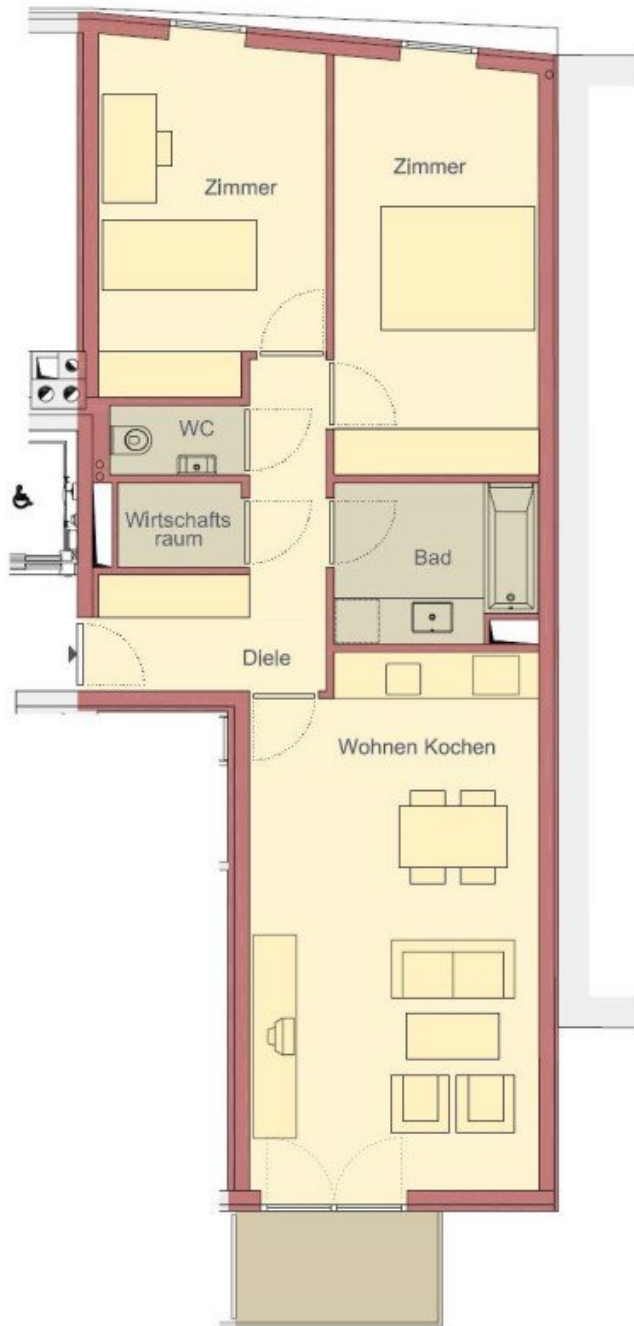 Zimmer
Zimmer
WC
Wirtschafts
raum
Bad
Diele
Wohnen Kochen